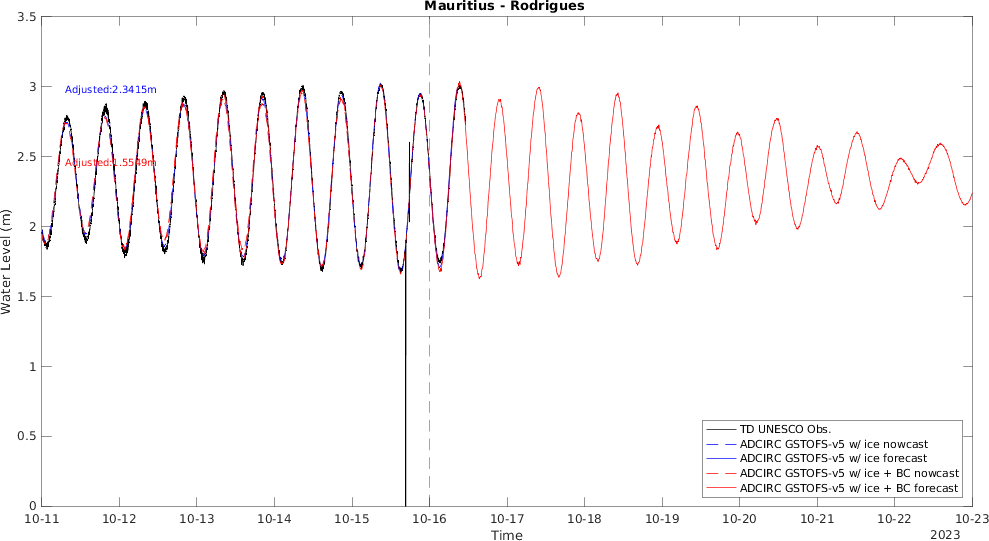 Mauritius - Rodrigues
3.5
3
2.5
2
1.5
1
0.5
0
Water Level (m)
Adjusted:2.3415m
Adjusted:1.5549m
TD UNESCO Obs.
ADCIRC GSTOFS-v5 w/ ice nowcast
ADCIRC GSTOFS-v5 w/ ice forecast
ADCIRC GSTOFS-v5 w/ ice + BC nowcast
ADCIRC GSTOFS-v5 w/ ice + BC forecast
10-11 10-12 10-13 10-14 10-15 10-16 10-17 10-18 10-19 10-20 10-21 10-22 10-23
Time
2023